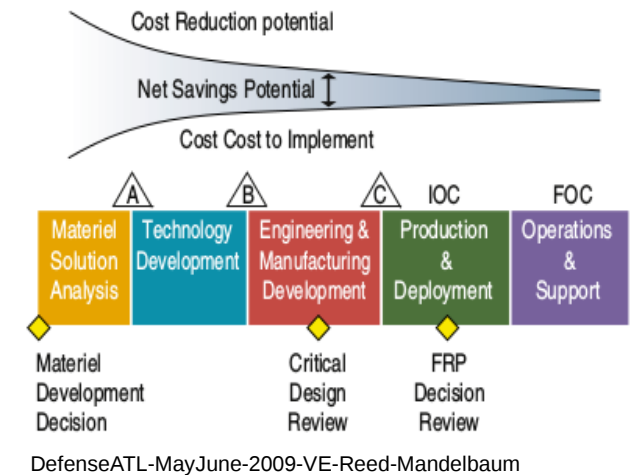 Cost Reduction potential
Net Savings Potential
Cost Cost to Implement
A
B
C
IOC
FOC
Materiel
Solution
Analysis
Technology
Development
Engineering &
Manufacturing
Development
Production
&
Deployment
Operations
&
Support
Materiel
Development
Decision
Critical
Design
Review
FRP
Decision
Review
DefenseATL-MayJune-2009-VE-Reed-Mandelbaum